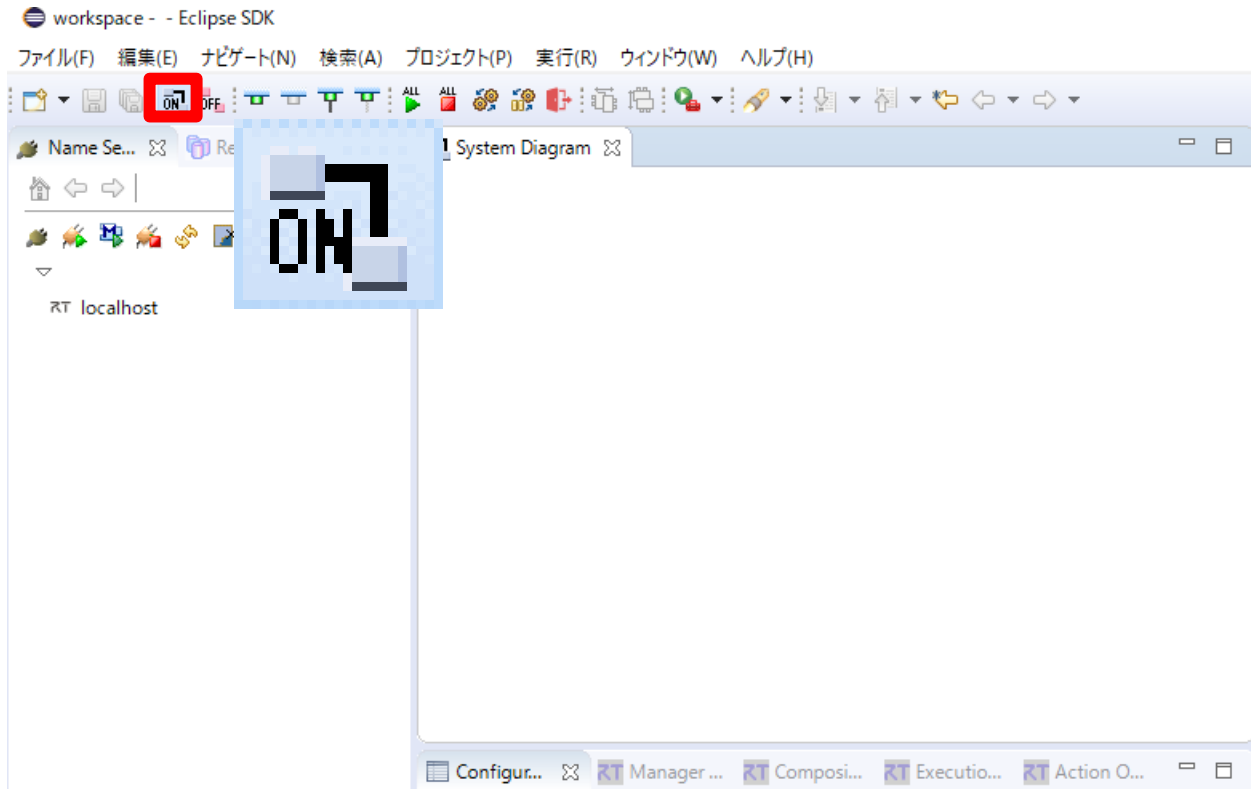 workspace - - Eclipse SDK
ファイル(F) 編集(E) ナビゲート(N) 検索(A) プロジェクト(P) 実行(R) ウィンドウ(W) ヘルプ(H)
ON OFF ALL ALL
Name Se... Re System Diagram
ON
RT localhost
Configur... RT Manager ... RT Composi... RT Executio... RT Action O...